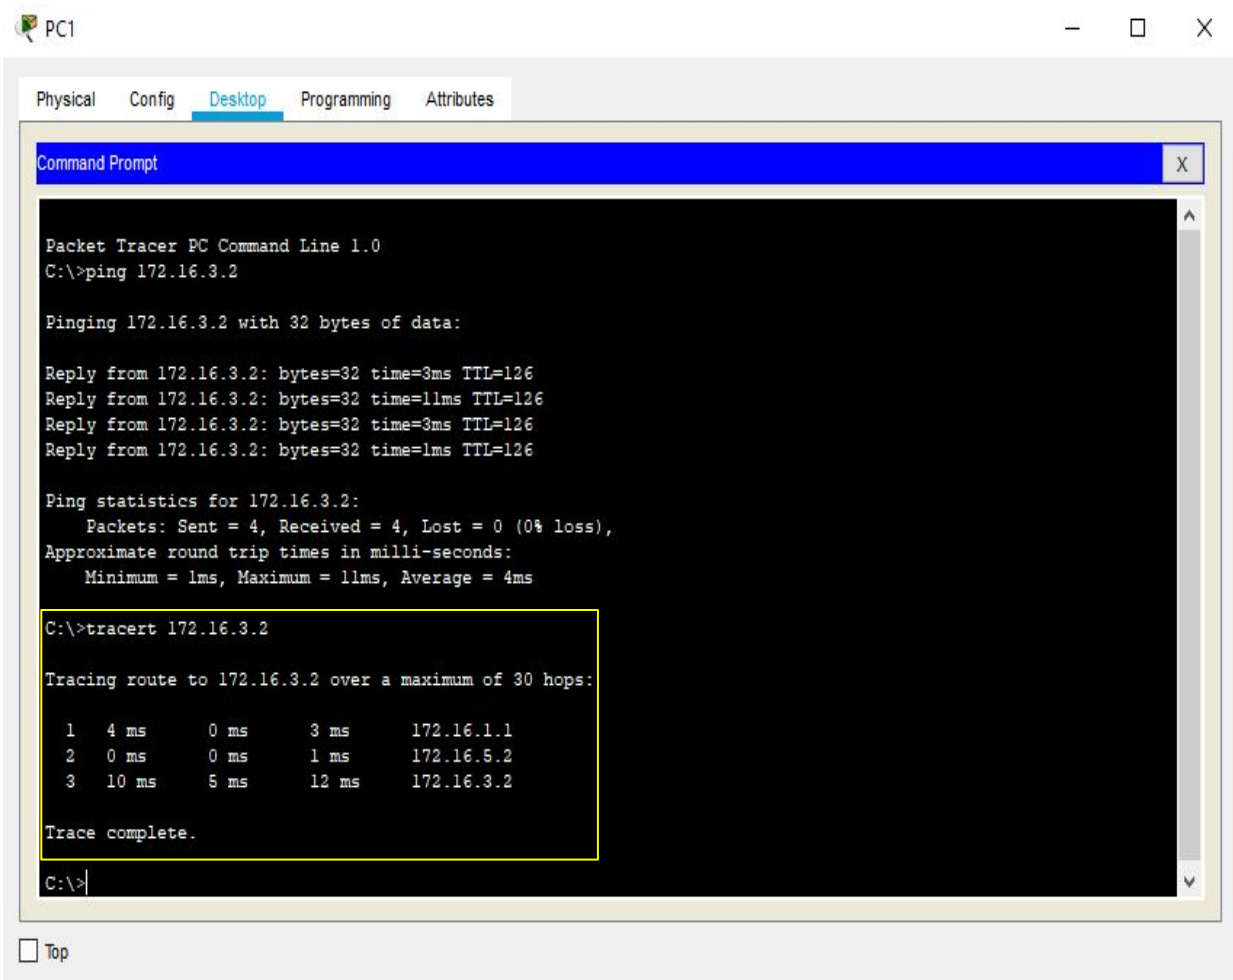 PC1
Physical Config Desktop Programming Attributes
Command Prompt X
Packet Tracer PC Command Line 1.0
C:\>ping 172.16.3.2
Pinging 172.16.3.2 with 32 bytes of data:
Reply from 172.16.3.2: bytes=32 time=3ms TTL=126
Reply from 172.16.3.2: bytes=32 time=11ms TTL=126
Reply from 172.16.3.2: bytes=32 time=3ms TTL=126
Reply from 172.16.3.2: bytes=32 time=1ms TTL=126
Ping statistics for 172.16.3.2:
Packets: Sent = 4, Received = 4, Lost = 0 (0% loss),
Approximate round trip times in milli-seconds:
Minimum = 1ms, Maximum = 11ms, Average = 4ms
C:\>tracert 172.16.3.2
Tracing route to 172.16.3.2 over a maximum of 30 hops:
1 4 ms 0 ms 3 ms 172.16.1.1
2 0 ms 0 ms 1 ms 172.16.5.2
3 10 ms 5 ms 12 ms 172.16.3.2
Trace complete.
C:\>
Top